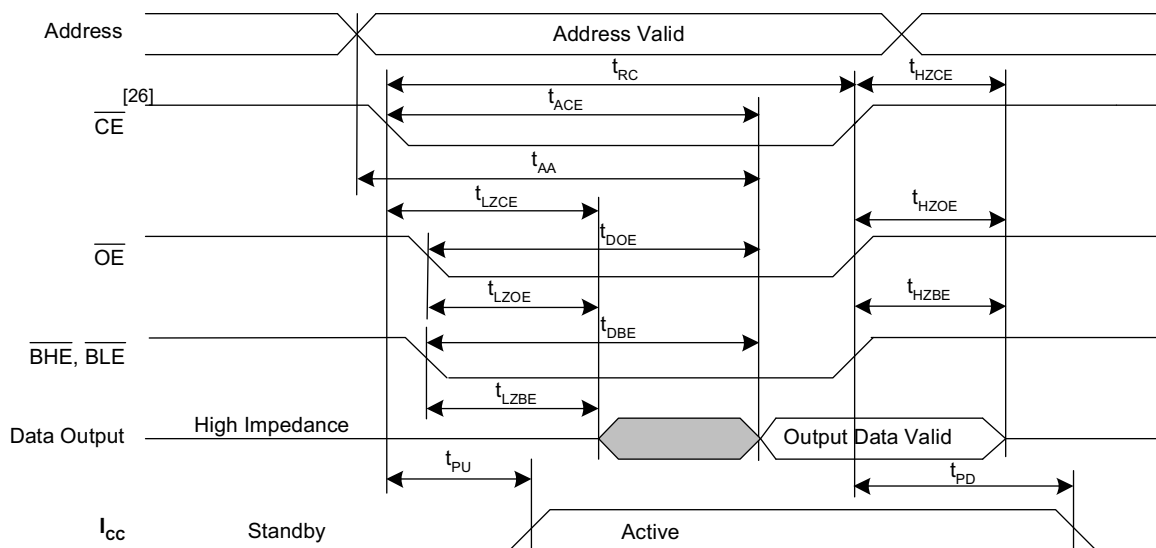 Address
Address Valid
tRC
tHZCE
[26]
CE
tACE
tAA
tLZCE
tHZOE
OE
tDOE
tLZOE
tHZBE
tDBE
BHE, BLE
tLZBE
Data Output
High Impedance
Output Data Valid
tPU
tPD
ICC
Standby
Active